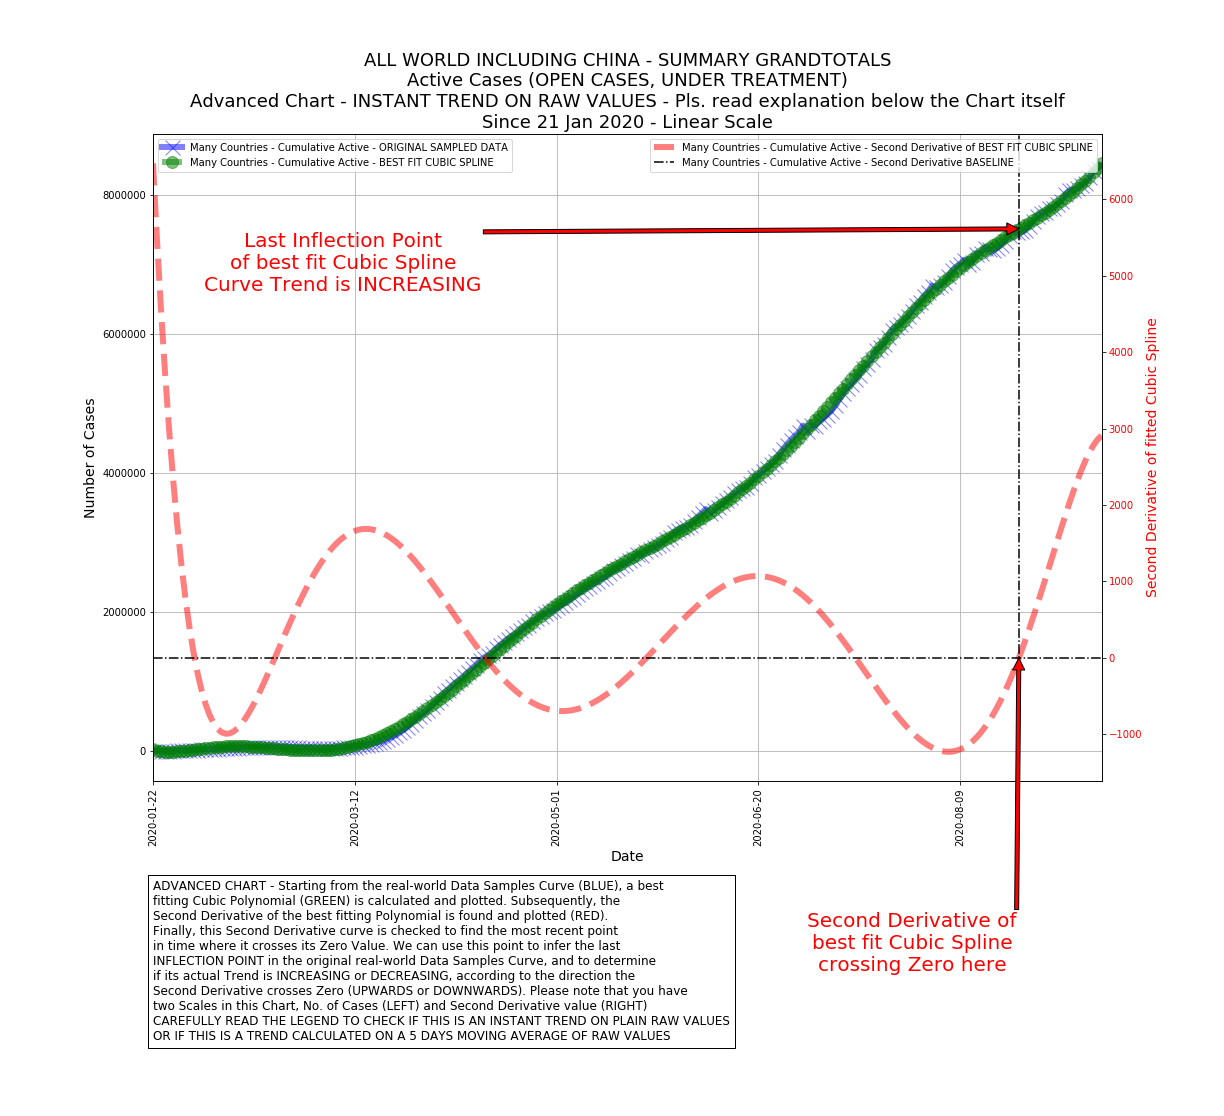 ALL WORLD INCLUDING CHINA - SUMMARY GRANDTOTALS
Active Cases (OPEN CASES, UNDER TREATMENT)
Advanced Chart - INSTANT TREND ON RAW VALUES - Pls. read explanation below the Chart itself
Since 21 Jan 2020 - Linear Scale
Many Countries - Cumulative Active - ORIGINAL SAMPLED DATA
Many Countries - Cumulative Active - BEST FIT CUBIC SPLINE
Many Countries - Cumulative Active - Second Derivative of BEST FIT CUBIC SPLINE
Many Countries - Cumulative Active - Second Derivative BASELINE
Last Inflection Point
of best fit Cubic Spline
Curve Trend is INCREASING
Number of Cases
8000000
6000000
4000000
2000000
0
6000
5000
4000
3000
2000
1000
0
−1000
Second Derivative of fitted Cubic Spline
2020-01-22
2020-03-12
2020-05-01
2020-06-20
2020-08-09
Date
Second Derivative of
best fit Cubic Spline
crossing Zero here
ADVANCED CHART - Starting from the real-world Data Samples Curve (BLUE), a best
fitting Cubic Polynomial (GREEN) is calculated and plotted. Subsequently, the
Second Derivative of the best fitting Polynomial is found and plotted (RED).
Finally, this Second Derivative curve is checked to find the most recent point
in time where it crosses its Zero Value. We can use this point to infer the last
INFLECTION POINT in the original real-world Data Samples Curve, and to determine
if its actual Trend is INCREASING or DECREASING, according to the direction the
Second Derivative crosses Zero (UPWARDS or DOWNWARDS). Please note that you have
two Scales in this Chart, No. of Cases (LEFT) and Second Derivative value (RIGHT)
CAREFULLY READ THE LEGEND TO CHECK IF THIS IS AN INSTANT TREND ON PLAIN RAW VALUES
OR IF THIS IS A TREND CALCULATED ON A 5 DAYS MOVING AVERAGE OF RAW VALUES